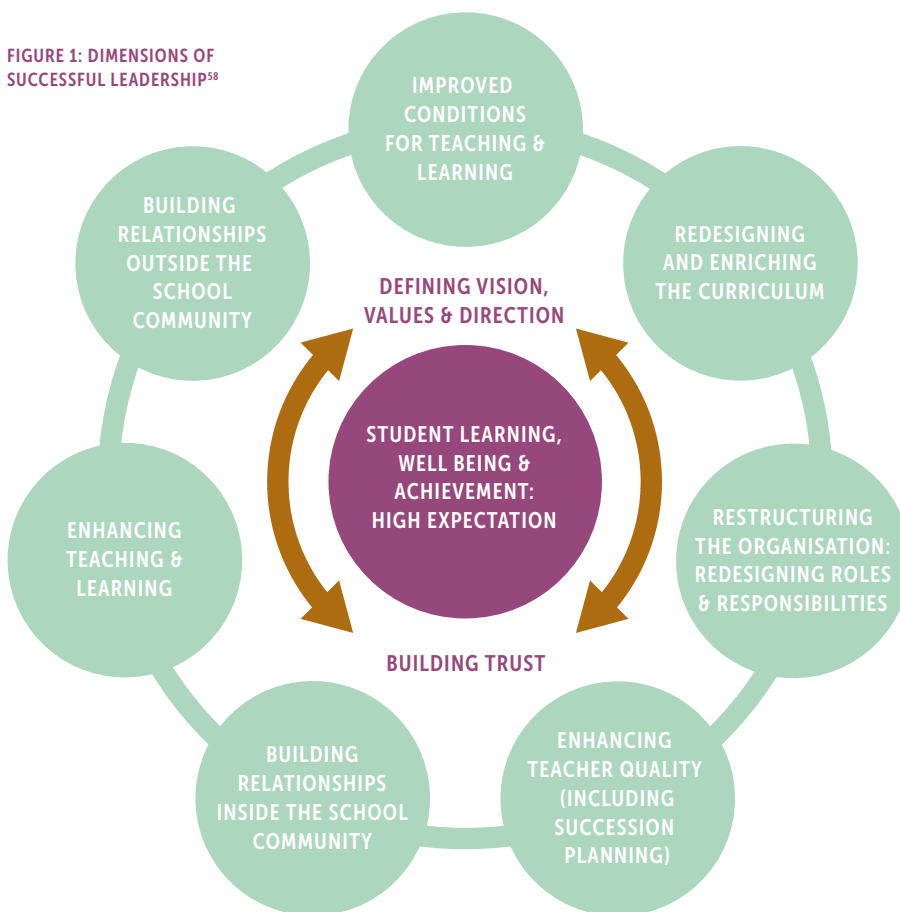 FIGURE 1: DIMENSIONS OF
SUCCESSFUL LEADERSHIP58
IMPROVED
CONDITIONS
FOR TEACHING &
LEARNING
BUILDING
RELATIONSHIPS
OUTSIDE THE
SCHOOL
COMMUNITY
REDESIGNING
AND ENRICHING
THE CURRICULUM
DEFINING VISION,
VALUES & DIRECTION
STUDENT LEARNING,
WELL BEING &
ACHIEVEMENT:
HIGH EXPECTATION
ENHANCING
TEACHING &
LEARNING
RESTRUCTURING
THE ORGANISATION:
REDESIGNING ROLES
& RESPONSIBILITIES
BUILDING TRUST
BUILDING
RELATIONSHIPS
INSIDE THE SCHOOL
COMMUNITY
ENHANCING
TEACHER QUALITY
(INCLUDING
SUCCESSION
PLANNING)